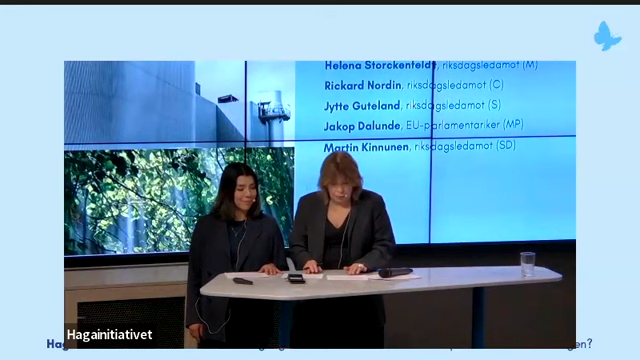 Helena Storckenfeldt, riksdagsledamot (M)
Rickard Nordin, riksdagsledamot (C)
Jytte Guteland, riksdagsledamot (S)
Jakop Dalunde, EU-parlamentariker (MP)
Martin Kinnunen, riksdagsledamot (SD)
Hagainitiativet